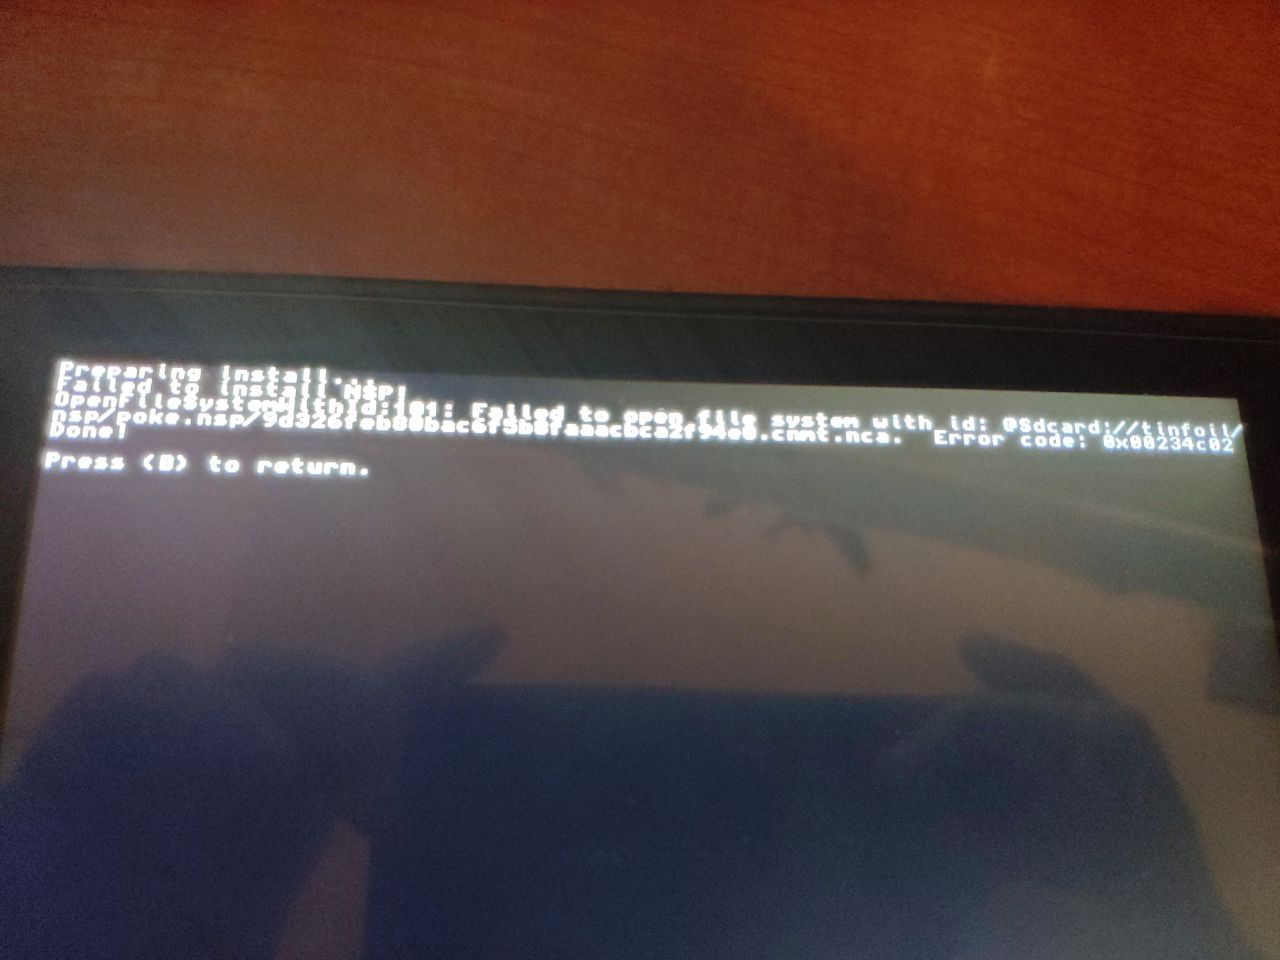 Preparing install...
Failed to install NSP!
OpenFileSystemWithId:101: Failed to open file system with id: @Sdcard://tinfoil/
nsp/poke.nsp/9d326feb80bac6f5b8faaacbca2f94e0.cnmt.nca. Error code: 0x00234c02
Done!
Press (B) to return.